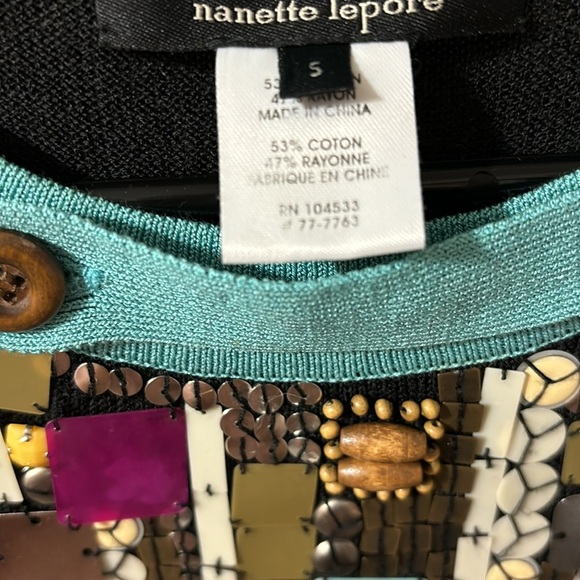 nanette lepore
S
53
47% RAYON
MADE IN CHINA
53% COTON
47% RAYONNE
FABRIQUE EN CHINE
RN 104533
77-7763